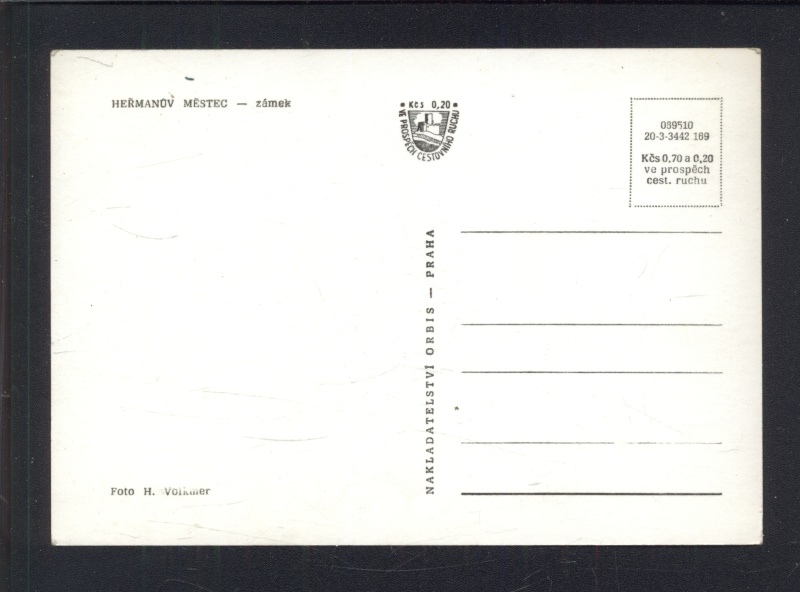 HEŘMANŮV MĚSTEC — zámek
• Kčs 0,20 •
VE PROSPĚCH CESTOVNÍHO RUCHU
039510
20-3-3442 169
Kčs 0,70 a 0,20
ve prospěch
cest. ruchu
NAKLADATELSTVÍ ORBIS — PRAHA
Foto H. Volkmer